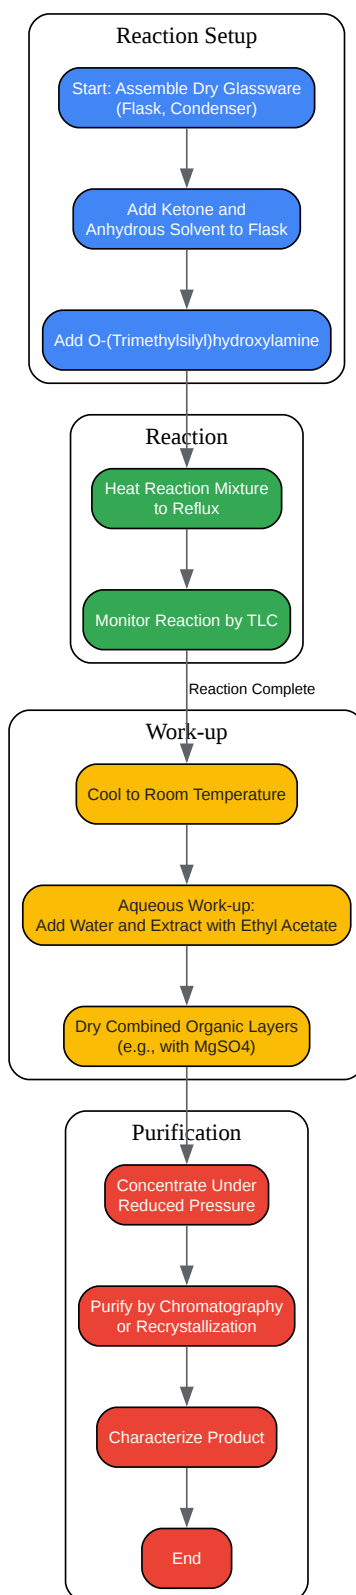 Reaction Setup
Start: Assemble Dry Glassware
(Flask, Condenser)
Add Ketone and
Anhydrous Solvent to Flask
Add O-(Trimethylsilyl)hydroxylamine
Reaction
Heat Reaction Mixture
to Reflux
Monitor Reaction by TLC
Reaction Complete
Work-up
Cool to Room Temperature
Aqueous Work-up:
Add Water and Extract with Ethyl Acetate
Dry Combined Organic Layers
(e.g., with MgSO4)
Purification
Concentrate Under
Reduced Pressure
Purify by Chromatography
or Recrystallization
Characterize Product
End